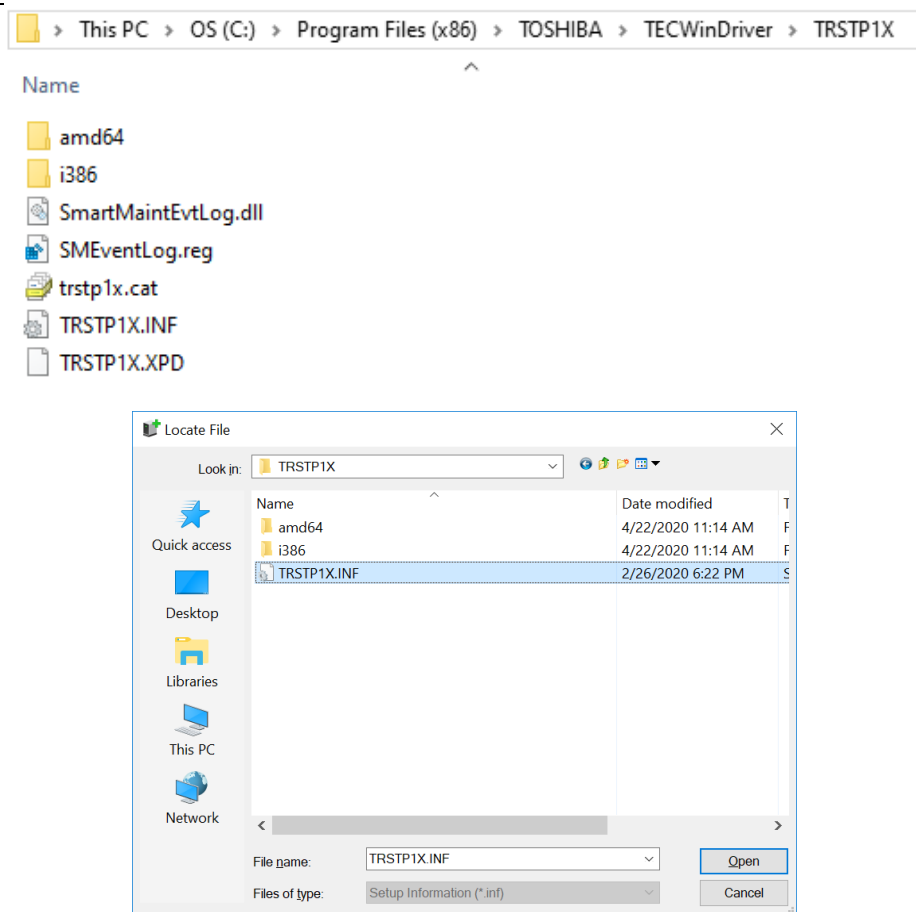 This PC > OS (C:) > Program Files (x86) > TOSHIBA > TECWinDriver > TRSTP1X
Name
amd64
i386
SmartMaintEvtLog.dll
SMEventLog.reg
trstp1x.cat
TRSTP1X.INF
TRSTP1X.XPD
Locate File
Look in: TRSTP1X
Name Date modified T
amd64 4/22/2020 11:14 AM F
i386 4/22/2020 11:14 AM F
TRSTP1X.INF 2/26/2020 6:22 PM S
Quick access
Desktop
Libraries
This PC
Network
File name: TRSTP1X.INF Open
Files of type: Setup Information (*.inf) Cancel